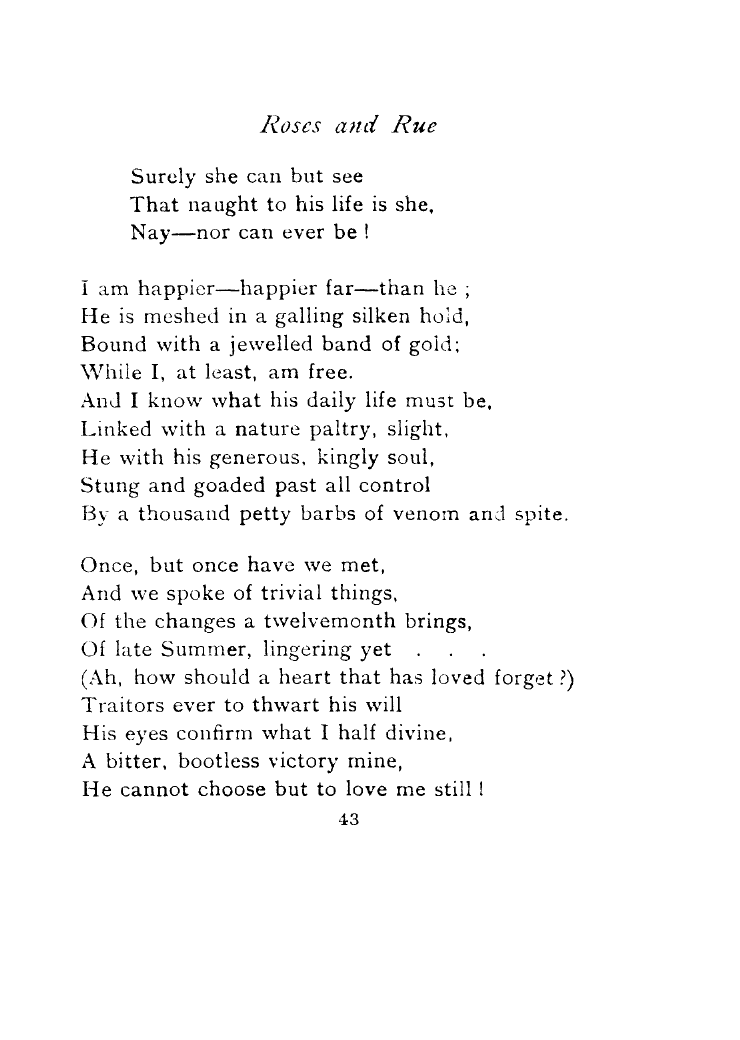 Roses and Rue
Surely she can but see
That naught to his life is she,
Nay—nor can ever be !
I am happier—happier far—than he ;
He is meshed in a galling silken hold,
Bound with a jewelled band of gold;
While I, at least, am free.
And I know what his daily life must be,
Linked with a nature paltry, slight,
He with his generous, kingly soul,
Stung and goaded past all control
By a thousand petty barbs of venom and spite.
Once, but once have we met,
And we spoke of trivial things,
Of the changes a twelvemonth brings,
Of late Summer, lingering yet . . .
(Ah, how should a heart that has loved forget ?)
Traitors ever to thwart his will
His eyes confirm what I half divine,
A bitter, bootless victory mine,
He cannot choose but to love me still !
43